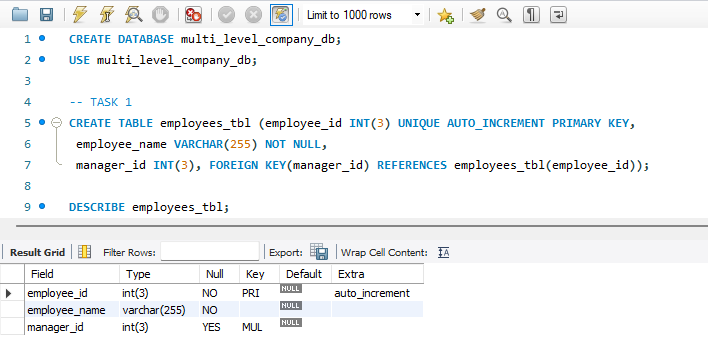 Limit to 1000 rows
1 CREATE DATABASE multi_level_company_db;
2 USE multi_level_company_db;
3
4 -- TASK 1
5 CREATE TABLE employees_tbl (employee_id INT(3) UNIQUE AUTO_INCREMENT PRIMARY KEY,
6 employee_name VARCHAR(255) NOT NULL,
7 manager_id INT(3), FOREIGN KEY(manager_id) REFERENCES employees_tbl(employee_id));
8
9 DESCRIBE employees_tbl;
Result Grid Filter Rows: Export: Wrap Cell Content: IA
Field Type Null Key Default Extra
employee_id int(3) NO PRI NULL auto_increment
employee_name varchar(255) NO NULL
manager_id int(3) YES MUL NULL